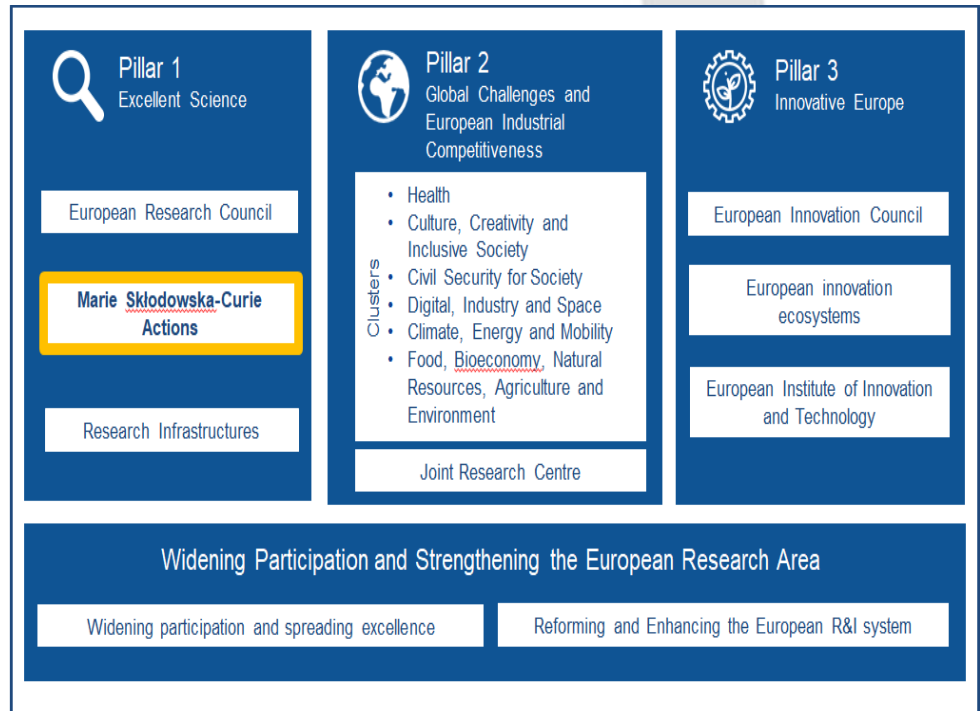 Pillar 1
Excellent Science
European Research Council
Marie Skłodowska-Curie
Actions
Research Infrastructures
Pillar 2
Global Challenges and
European Industrial
Competitiveness
Clusters
• Health
• Culture, Creativity and
Inclusive Society
• Civil Security for Society
• Digital, Industry and Space
• Climate, Energy and Mobility
• Food, Bioeconomy, Natural
Resources, Agriculture and
Environment
Joint Research Centre
Pillar 3
Innovative Europe
European Innovation Council
European innovation
ecosystems
European Institute of Innovation
and Technology
Widening Participation and Strengthening the European Research Area
Widening participation and spreading excellence
Reforming and Enhancing the European R&I system